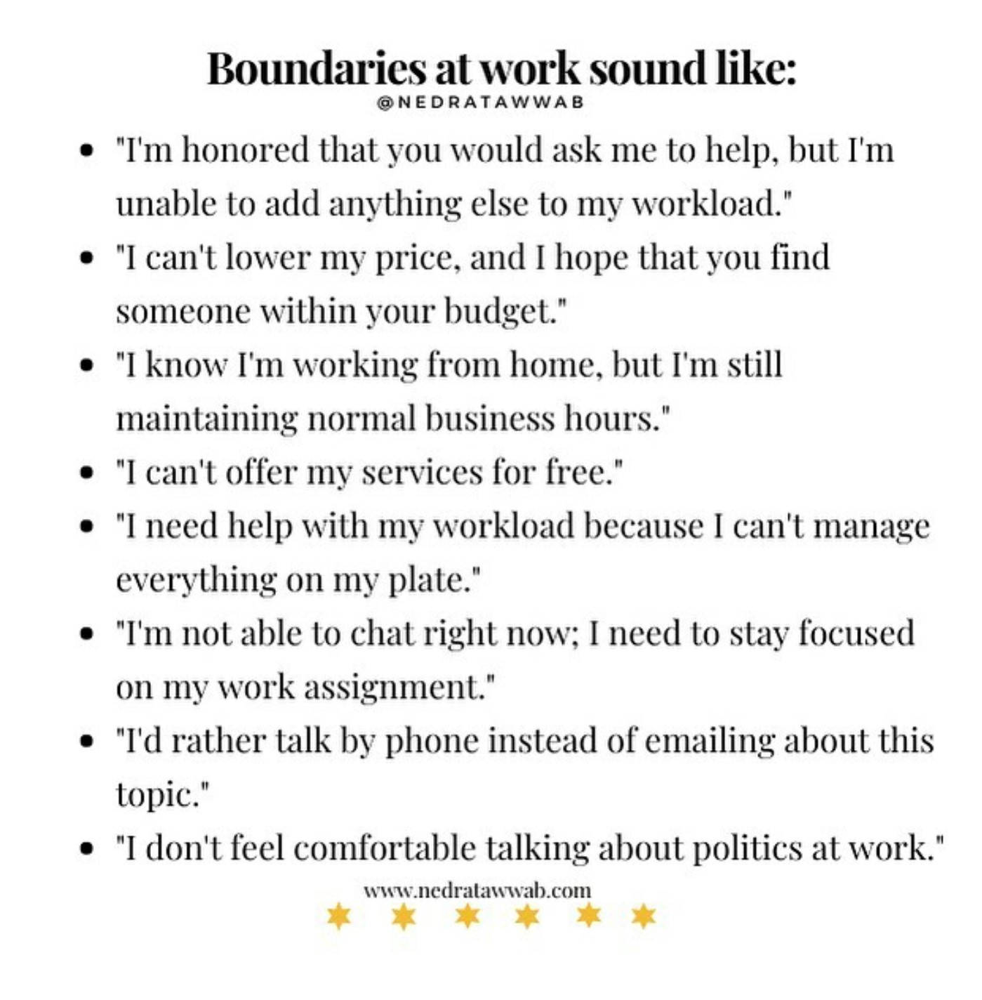 Boundaries at work sound like:
@NEDRATAWWAB
• "I'm honored that you would ask me to help, but I'm
unable to add anything else to my workload."
• "I can't lower my price, and I hope that you find
someone within your budget."
• "I know I'm working from home, but I'm still
maintaining normal business hours."
• "I can't offer my services for free."
• "I need help with my workload because I can't manage
everything on my plate."
• "I'm not able to chat right now; I need to stay focused
on my work assignment."
• "I'd rather talk by phone instead of emailing about this
topic."
• "I don't feel comfortable talking about politics at work."
www.nedratawwab.com